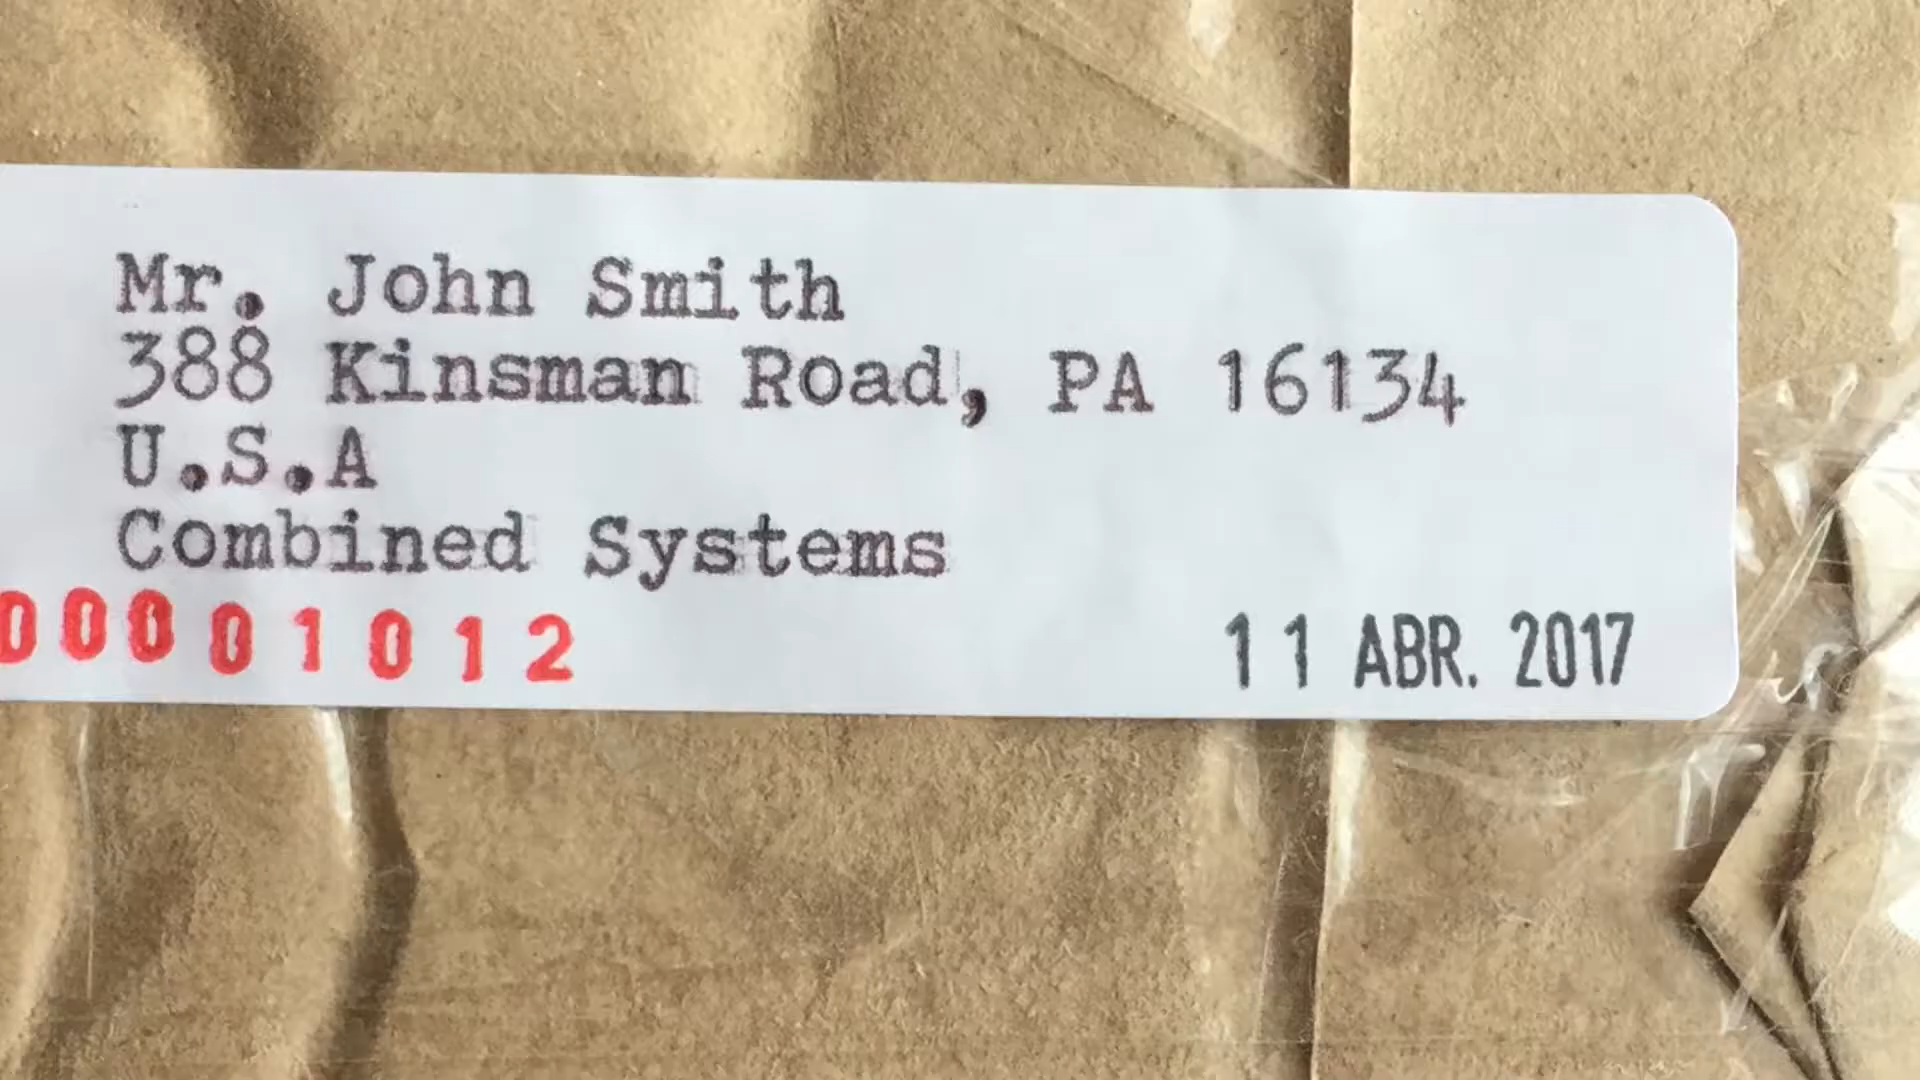 Mr. John Smith
388 Kinsman Road, PA 16134
U.S.A
Combined Systems
00001012
11 ABR. 2017